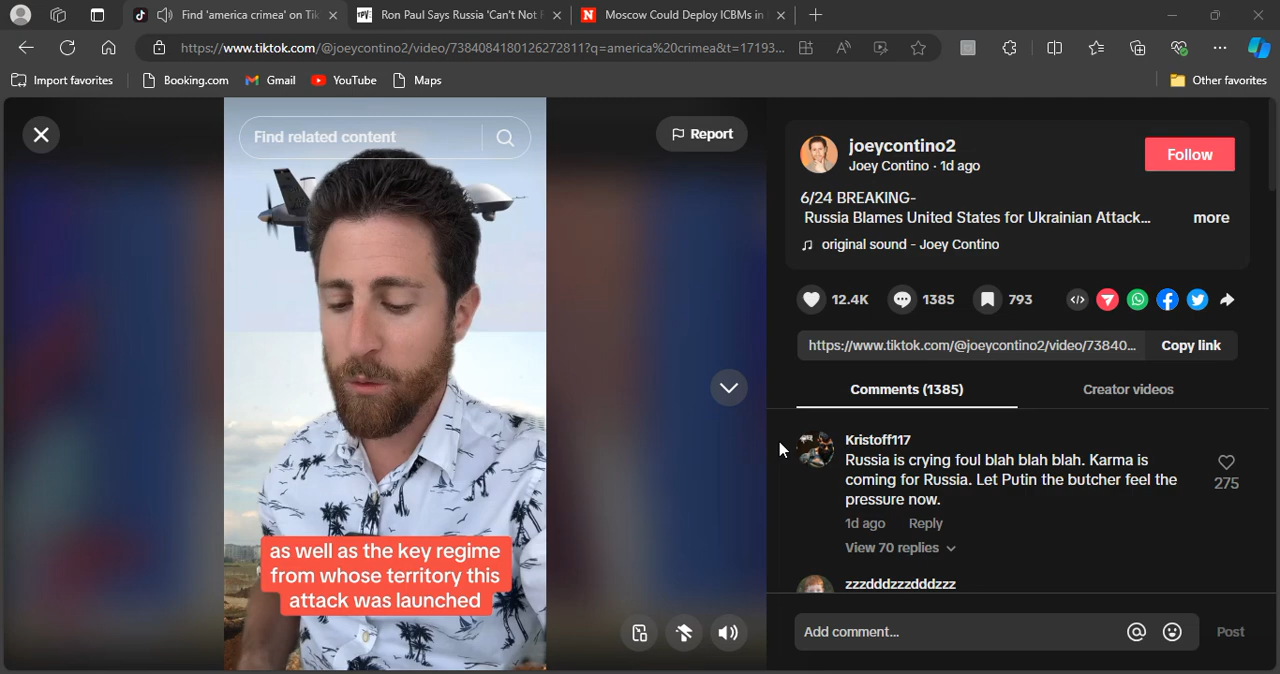 Find 'america crimea' on Tik
Ron Paul Says Russia 'Can't Not F
Moscow Could Deploy ICBMs in
https://www.tiktok.com/@joeycontino2/video/7384084180126272811?q=america%20crimea&t=17193...
Import favorites
Booking.com
Gmail
YouTube
Maps
Other favorites
Find related content
Report
as well as the key regime
from whose territory this
attack was launched
joeycontino2
Joey Contino · 1d ago
Follow
6/24 BREAKING-
Russia Blames United States for Ukrainian Attack...
more
original sound - Joey Contino
12.4K
1385
793
https://www.tiktok.com/@joeycontino2/video/73840...
Copy link
Comments (1385)
Creator videos
Kristoff117
Russia is crying foul blah blah blah. Karma is
coming for Russia. Let Putin the butcher feel the
pressure now.
275
1d ago
Reply
View 70 replies
zzzdddzzzdddzzz
Add comment...
Post